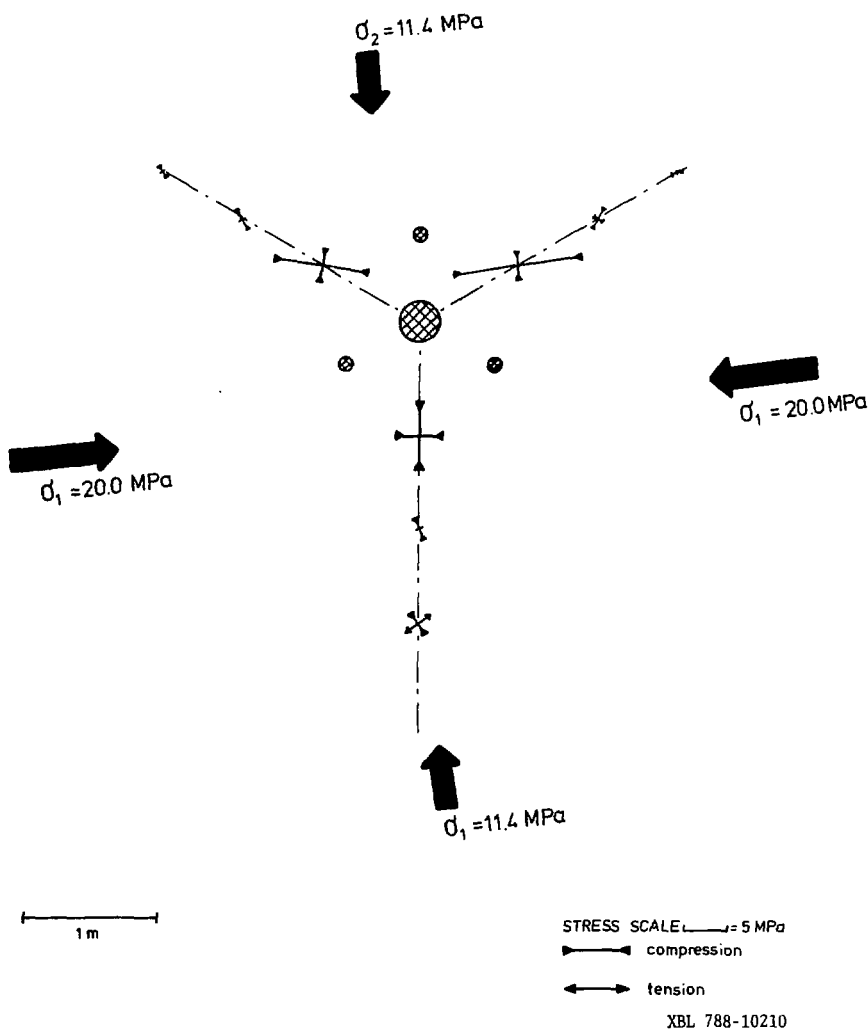 σ₂ = 11.4 MPa
σ₁ = 20.0 MPa
σ₁ = 20.0 MPa
σ₁ = 11.4 MPa
1 m
STRESS SCALE = 5 MPa
compression
tension
XBL 788-10210